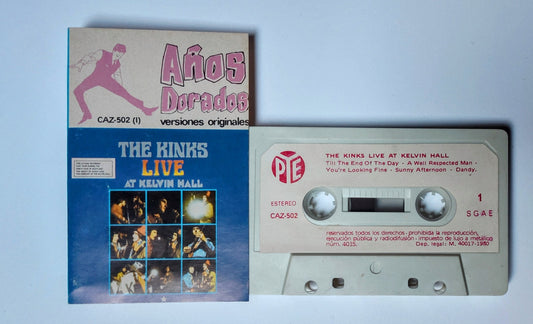 Años
Dorados
CAZ-502 (I)
versiones originales
THE KINKS
LIVE
AT KELVIN HALL
PYE
THE KINKS LIVE AT KELVIN HALL
Till The End Of The Day - A Well Respected Man -
You're Looking Fine - Sunny Afternoon - Dandy.
ESTEREO
CAZ-502
1
SGAE
reservados todos los derechos - prohibida la reproducción,
ejecución pública y radiodifusión - impuesto de lujo a metálico
núm. 4015.
Dep. legal: M. 40017-1980